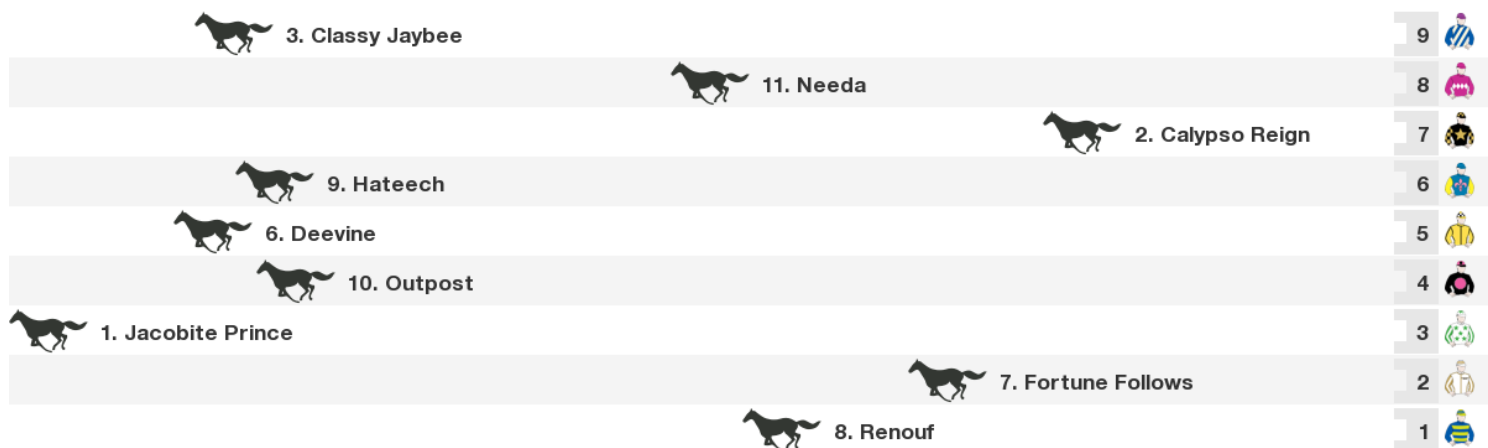 3. Classy Jaybee 9
11. Needa 8
2. Calypso Reign 7
9. Hateech 6
6. Deevine 5
10. Outpost 4
1. Jacobite Prince 3
7. Fortune Follows 2
8. Renouf 1